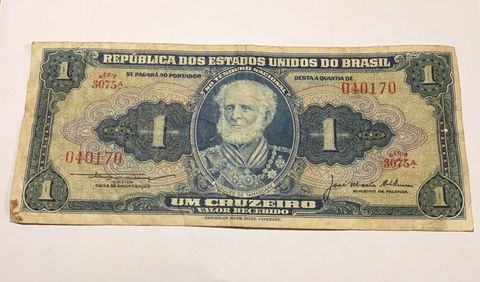 REPÚBLICA DOS ESTADOS UNIDOS DO BRASIL
1 SÉRIE 3075ª SE PAGARÁ AO PORTADOR NO TESOURO NACIONAL DESTA A QUANTIA DE 040170 1
1 1
040170 SÉRIE 3075ª
CAIXA DE AMORTIZAÇÃO
MINISTRO DA FAZENDA
1 UM CRUZEIRO 1
VALOR RECEBIDO
AMERICAN BANK NOTE COMPANY